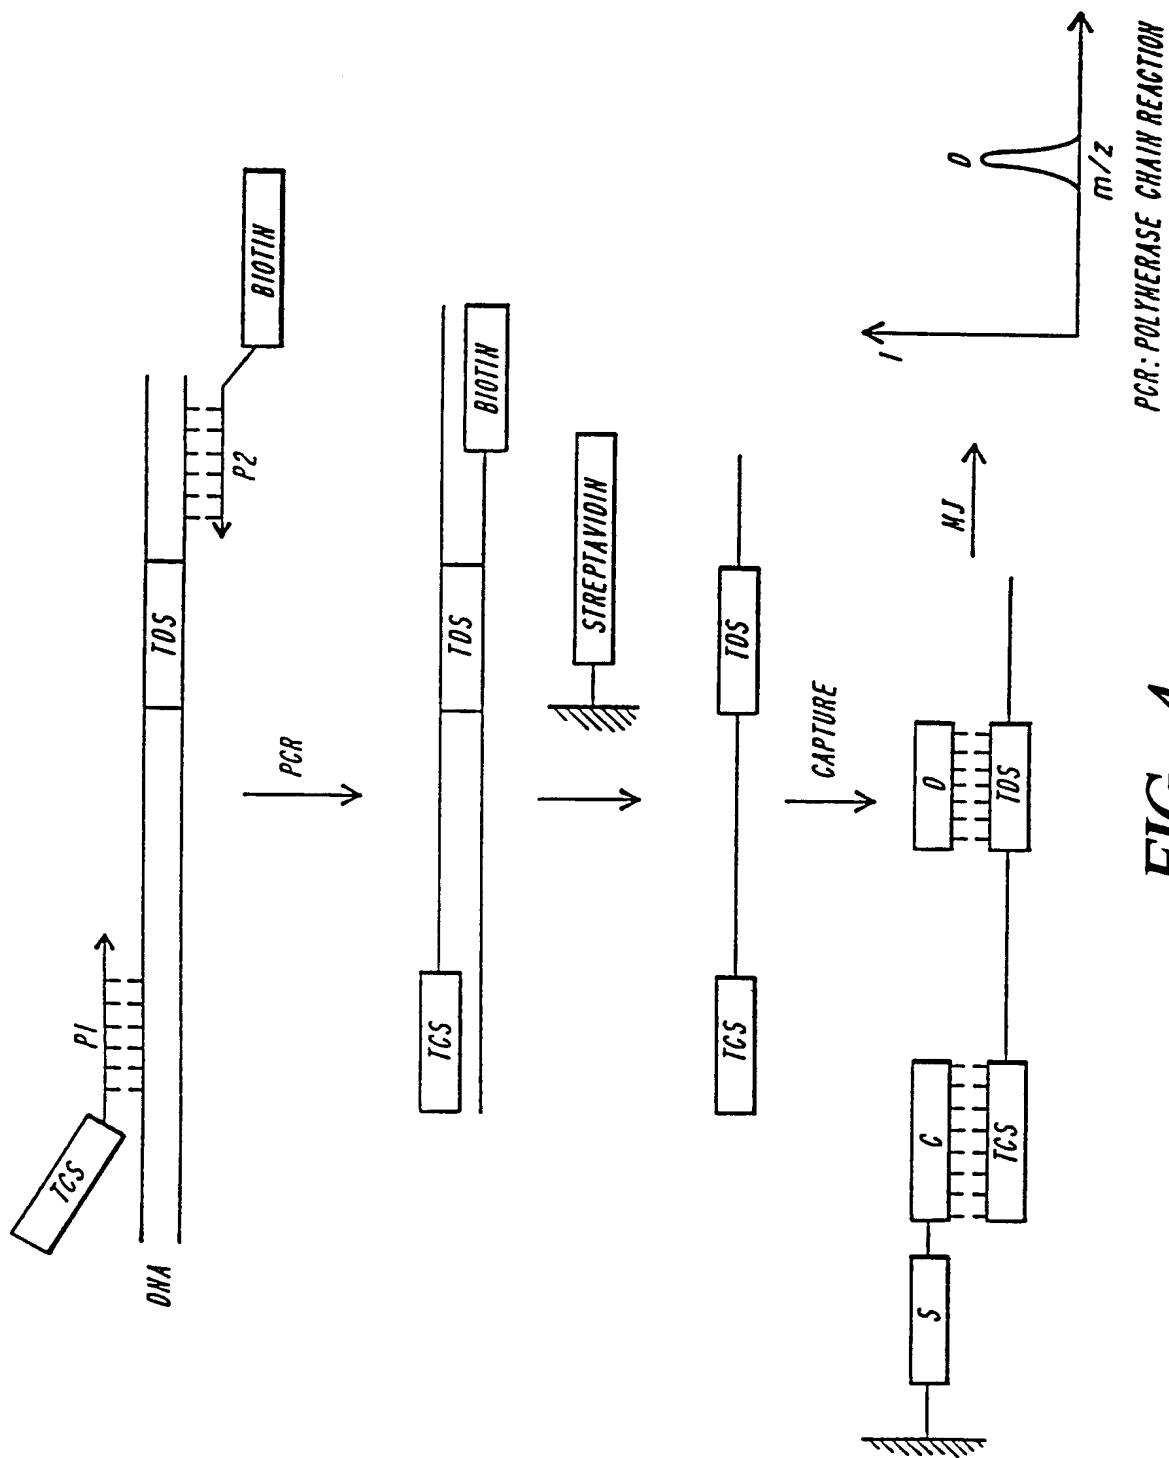 TCS
P1
DNA
TDS
P2
BIOTIN
PCR
TCS
TDS
BIOTIN
STREPTAVIDIN
TCS
TDS
CAPTURE
S
C
TCS
D
TDS
MJ
I
D
m/z
PCR: POLYMERASE CHAIN REACTION